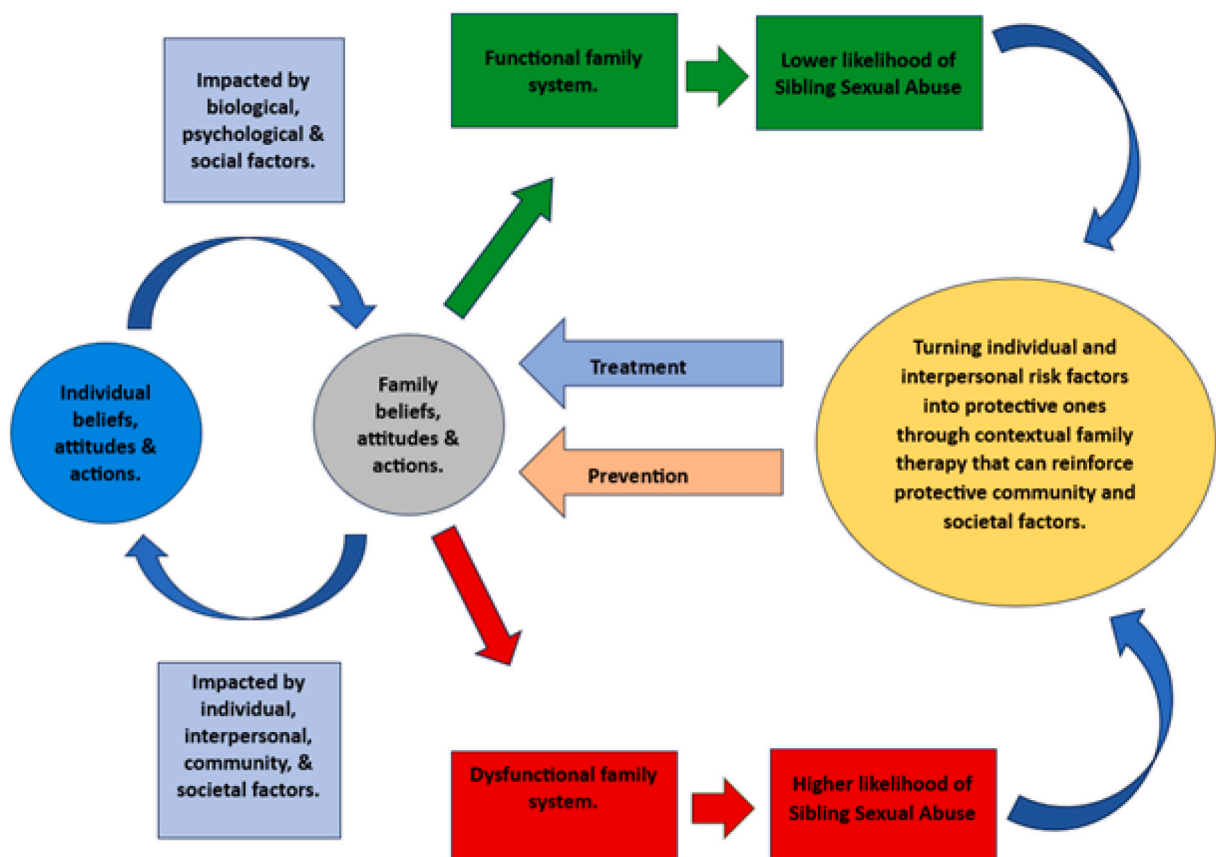 Impacted by
biological,
psychological &
social factors.
Functional family
system.
Lower likelihood of
Sibling Sexual Abuse
Individual
beliefs,
attitudes &
actions.
Family
beliefs,
attitudes &
actions.
Treatment
Prevention
Turning individual and
interpersonal risk factors
into protective ones
through contextual family
therapy that can reinforce
protective community and
societal factors.
Impacted by
individual,
interpersonal,
community, &
societal factors.
Dysfunctional family
system.
Higher likelihood of
Sibling Sexual Abuse